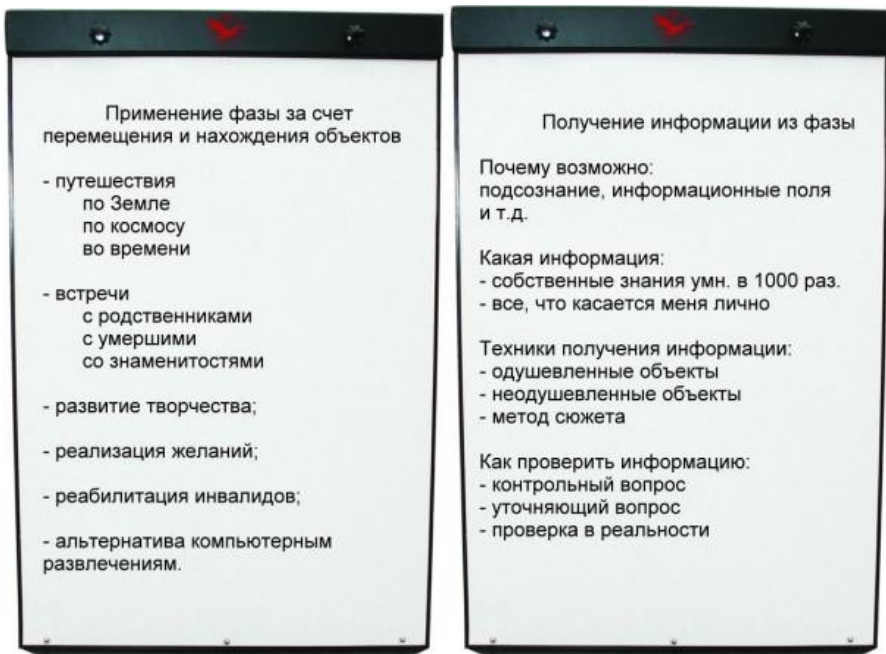 Применение фазы за счет
перемещения и нахождения объектов
- путешествия
по Земле
по космосу
во времени
- встречи
с родственниками
с умершими
со знаменитостями
- развитие творчества;
- реализация желаний;
- реабилитация инвалидов;
- альтернатива компьютерным
развлечениям.
Получение информации из фазы
Почему возможно:
подсознание, информационные поля
и т.д.
Какая информация:
- собственные знания умн. в 1000 раз.
- все, что касается меня лично
Техники получения информации:
- одушевленные объекты
- неодушевленные объекты
- метод сюжета
Как проверить информацию:
- контрольный вопрос
- уточняющий вопрос
- проверка в реальности